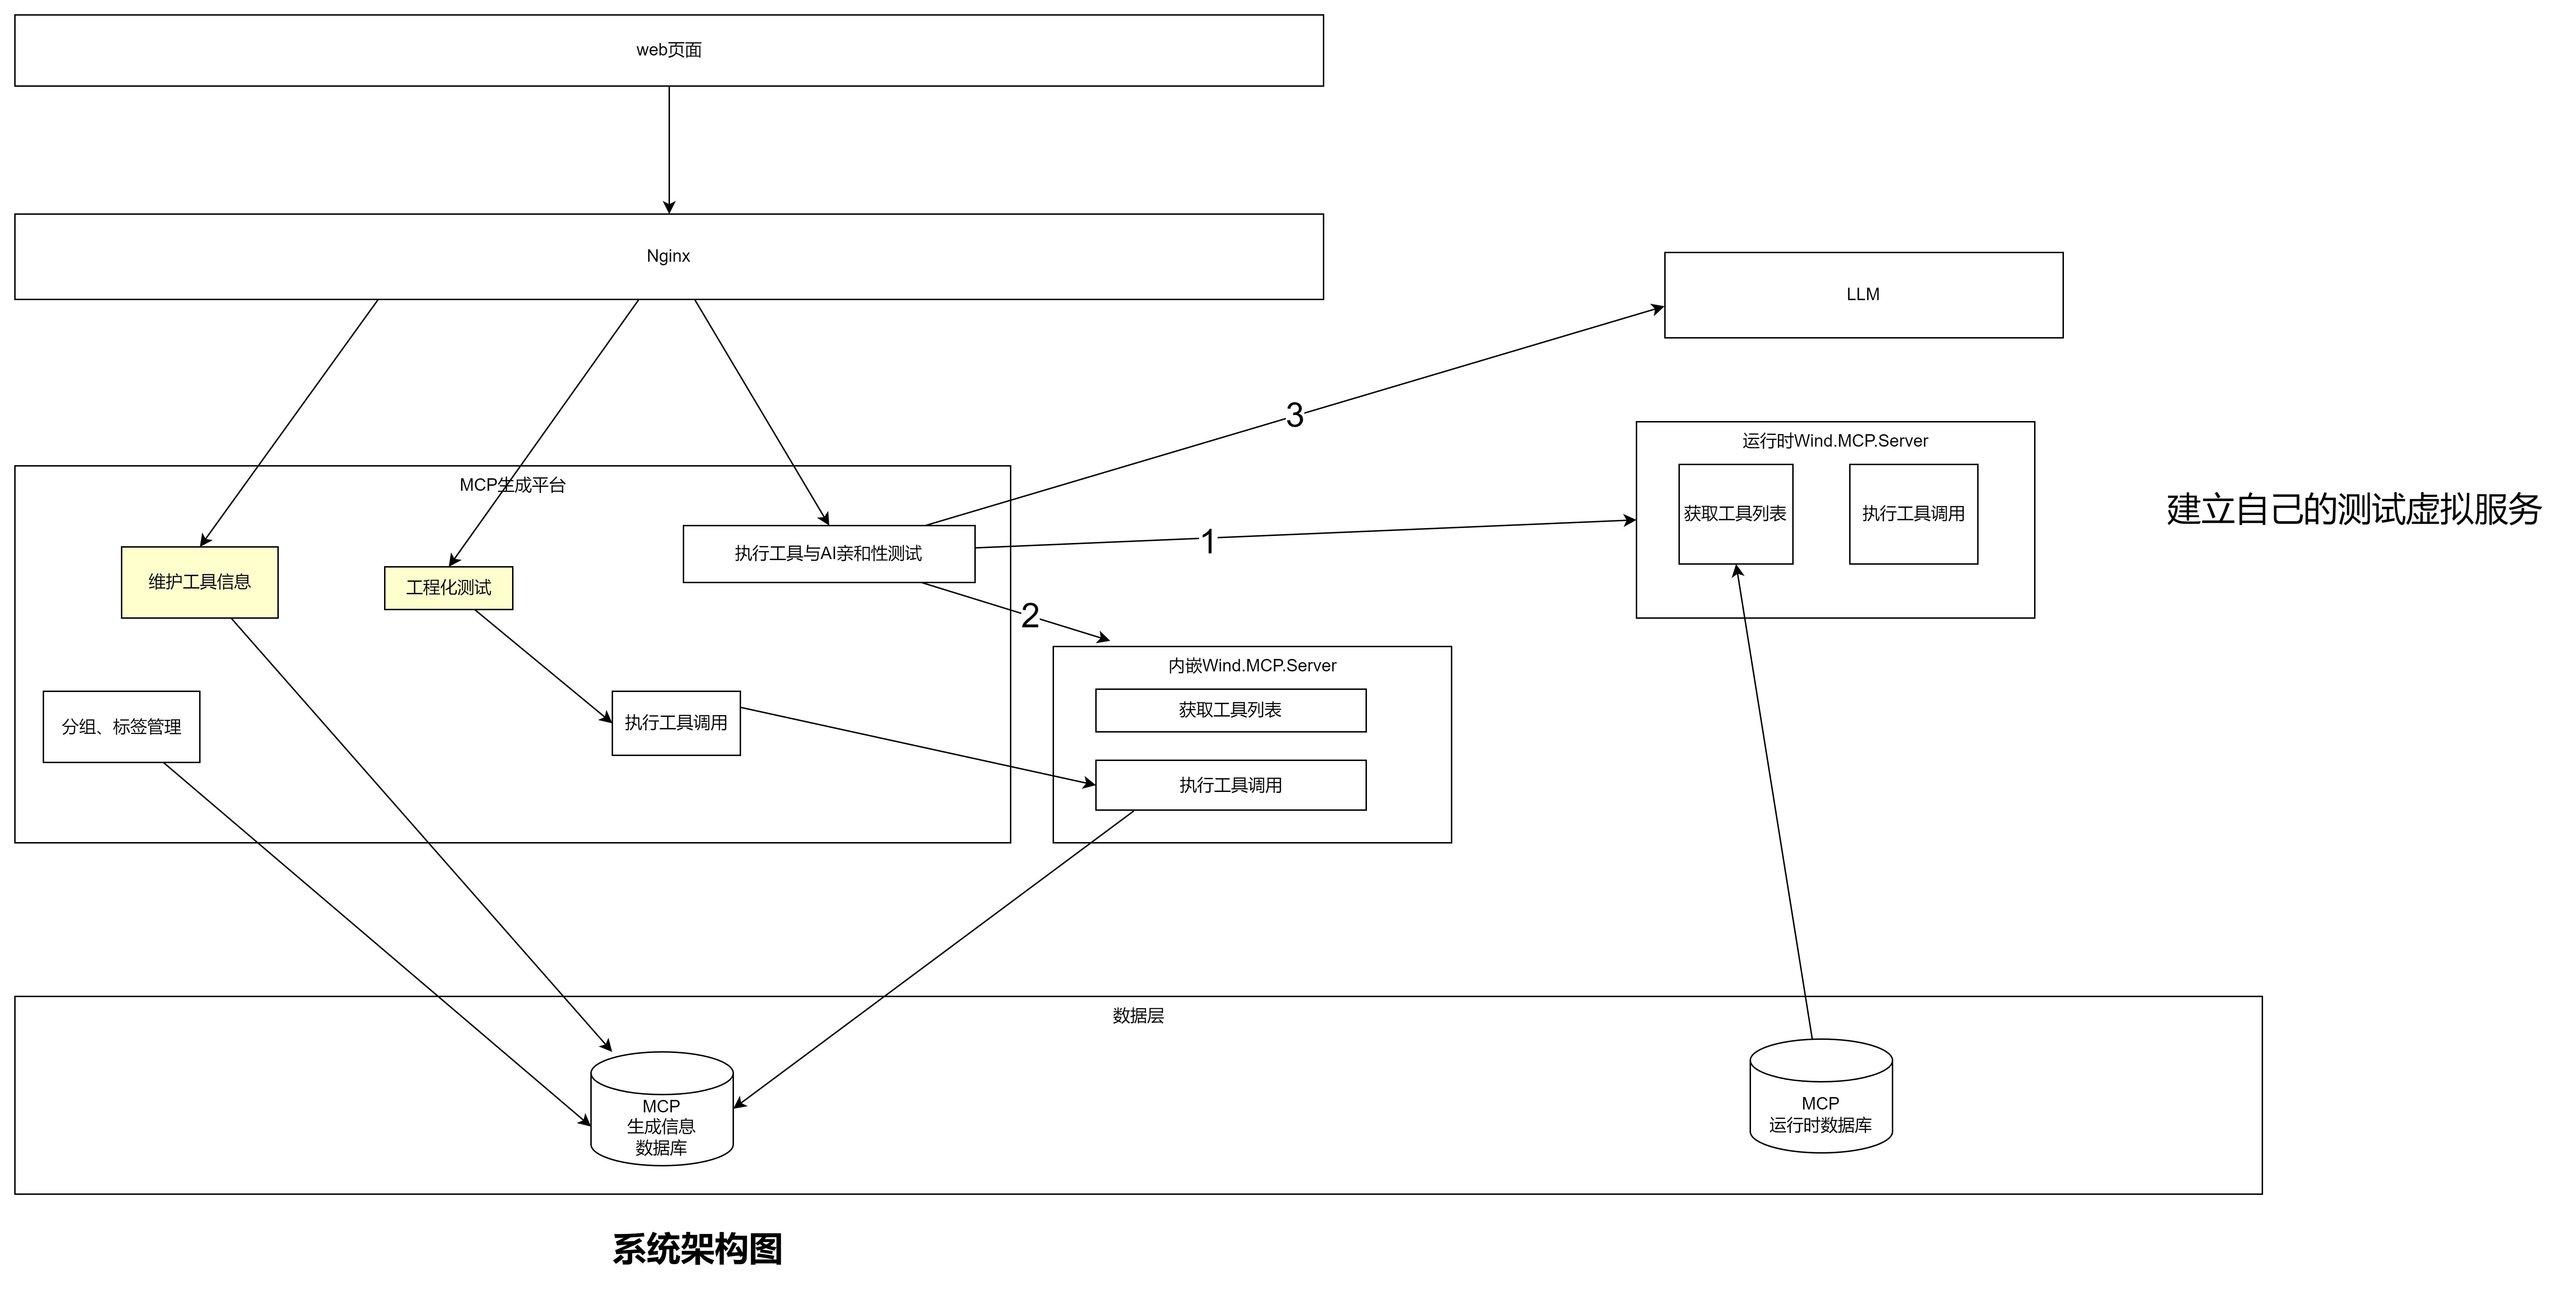 web页面
Nginx
LLM
3
运行时Wind.MCP.Server
获取工具列表
执行工具调用
建立自己的测试虚拟服务
MCP生成平台
执行工具与AI亲和性测试
1
维护工具信息
工程化测试
2
内嵌Wind.MCP.Server
获取工具列表
执行工具调用
分组、标签管理
执行工具调用
数据层
MCP
生成信息
数据库
MCP
运行时数据库
系统架构图